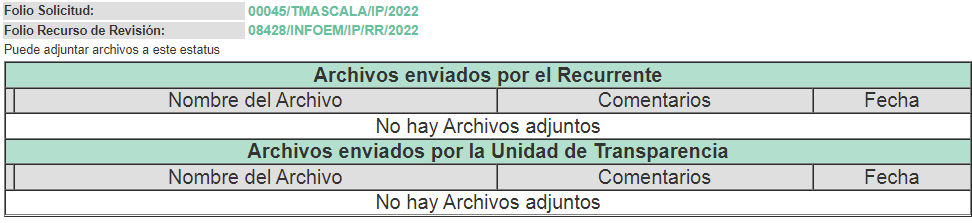 Folio Solicitud: 00045/TMASCALA/IP/2022
Folio Recurso de Revisión: 08428/INFOEM/IP/RR/2022
Puede adjuntar archivos a este estatus
Archivos enviados por el Recurrente
Nombre del Archivo Comentarios Fecha
No hay Archivos adjuntos
Archivos enviados por la Unidad de Transparencia
Nombre del Archivo Comentarios Fecha
No hay Archivos adjuntos